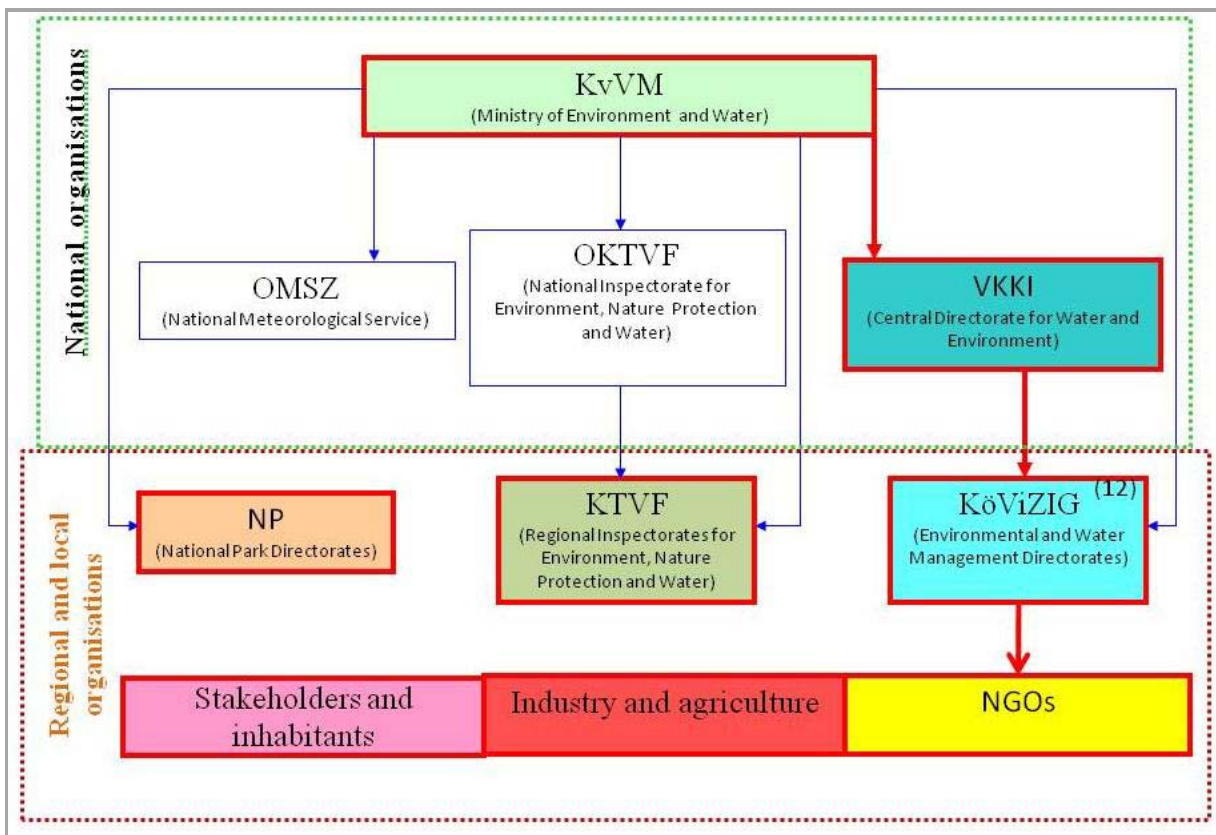 National organisations
KvVM
(Ministry of Environment and Water)
OMSZ
(National Meteorological Service)
OKTVF
(National Inspectorate for
Environment, Nature Protection
and Water)
VKKI
(Central Directorate for Water and
Environment)
Regional and local
organisations
NP
(National Park Directorates)
KTVF
(Regional Inspectorates for
Environment, Nature
Protection and Water)
(12)
KöViZIG
(Environmental and Water
Management Directorates)
Stakeholders and
inhabitants
Industry and agriculture
NGOs